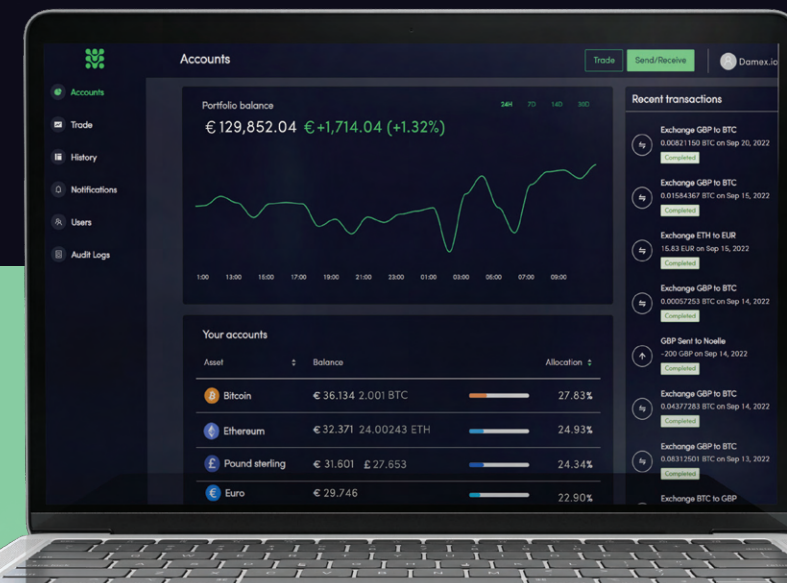 Accounts
Trade
Send/Receive
Damex.io
Accounts
Trade
History
Notifications
Users
Audit Logs
Portfolio balance
24H 7D 14D 30D
€129,852.04 €+1,714.04 (+1.32%)
1:00 13:00 15:00 17:00 19:00 21:00 23:00 01:00 03:00 05:00 07:00 09:00
Your accounts
Asset Balance Allocation
Bitcoin € 36.134 2.001 BTC 27.83%
Ethereum € 32.371 24.00243 ETH 24.93%
Pound sterling € 31.601 £27.653 24.34%
Euro € 29.746 22.90%
Recent transactions
Exchange GBP to BTC
0.00821150 BTC on Sep 20, 2022
Completed
Exchange GBP to BTC
0.01584367 BTC on Sep 15, 2022
Completed
Exchange ETH to EUR
15.83 EUR on Sep 15, 2022
Completed
Exchange GBP to BTC
0.00057253 BTC on Sep 14, 2022
Completed
GBP Sent to Noelle
-200 GBP on Sep 14, 2022
Completed
Exchange GBP to BTC
0.04377283 BTC on Sep 14, 2022
Completed
Exchange GBP to BTC
0.08312501 BTC on Sep 13, 2022
Completed
Exchange BTC to GBP